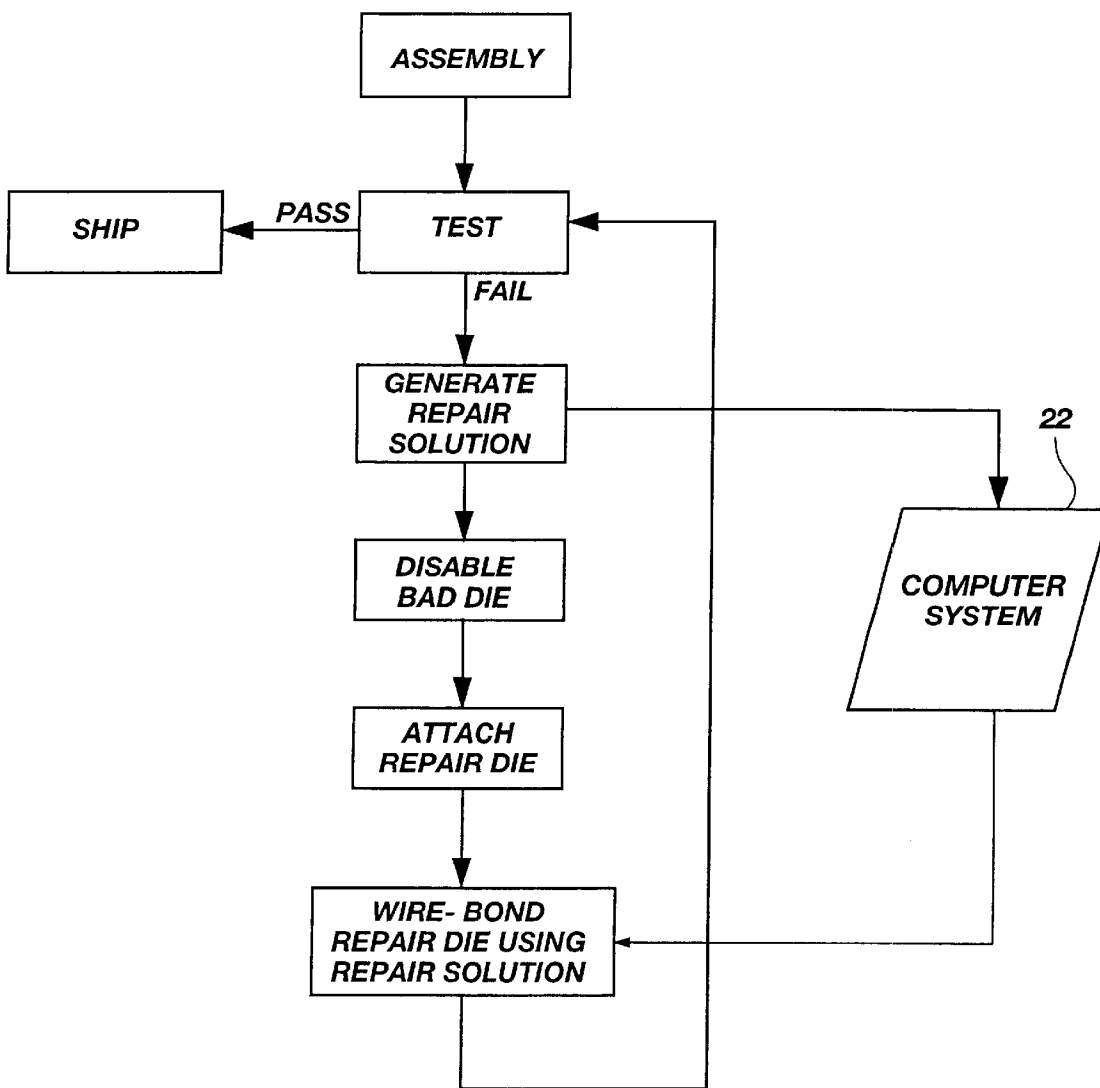 ASSEMBLY
SHIP
PASS
TEST
FAIL
GENERATE
REPAIR
SOLUTION
22
COMPUTER
SYSTEM
DISABLE
BAD DIE
ATTACH
REPAIR DIE
WIRE- BOND
REPAIR DIE USING
REPAIR SOLUTION